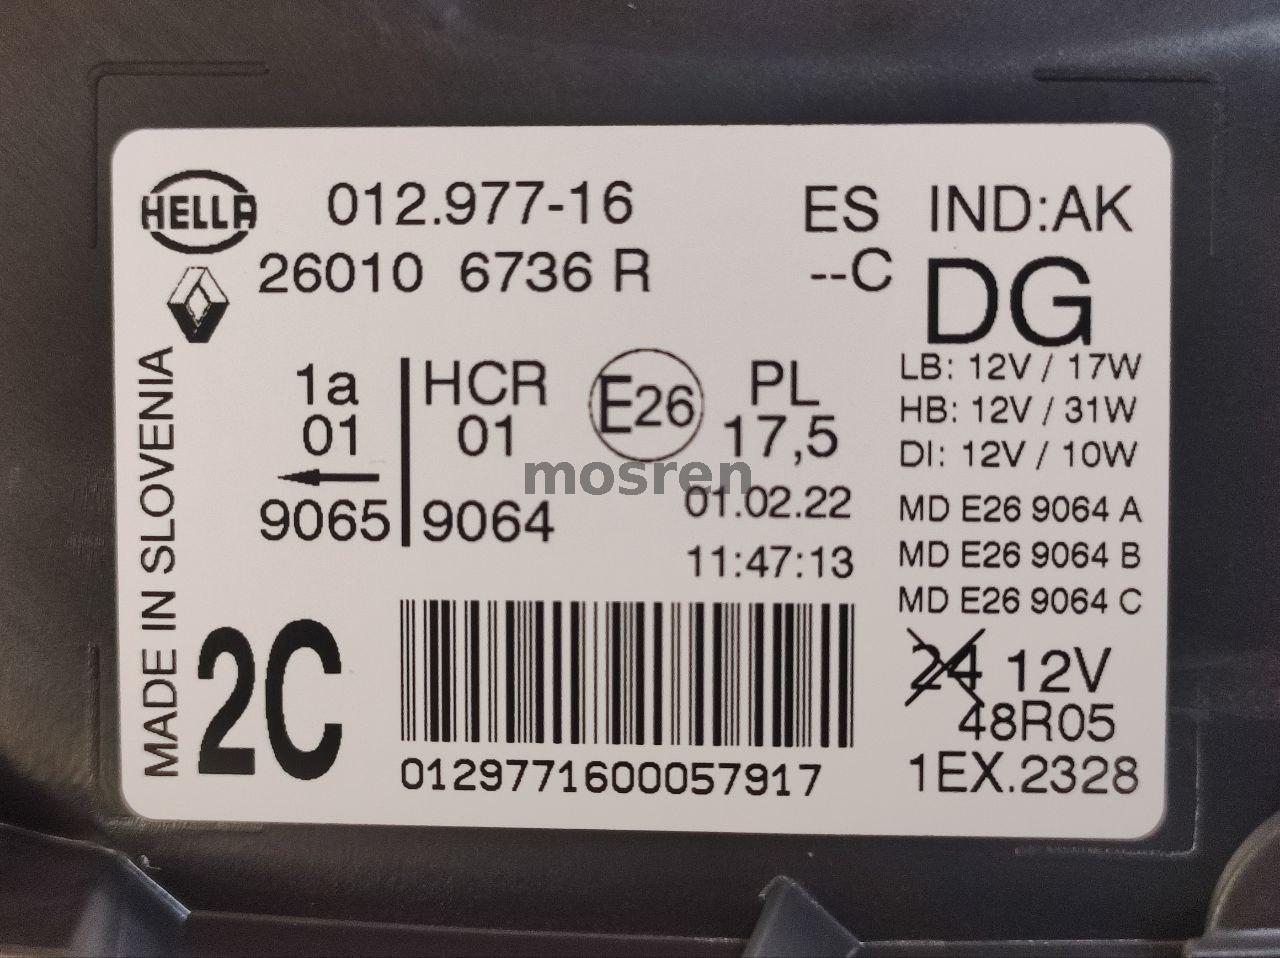 HELLA
012.977-16
ES IND:AK
26010 6736 R
--C DG
MADE IN SLOVENIA
1a
01
9065
HCR
01
9064
E26
PL
17,5
01.02.22
11:47:13
mosren
LB: 12V / 17W
HB: 12V / 31W
DI: 12V / 10W
MD E26 9064 A
MD E26 9064 B
MD E26 9064 C
24 12V
48R05
1EX.2328
2C
0129771600057917